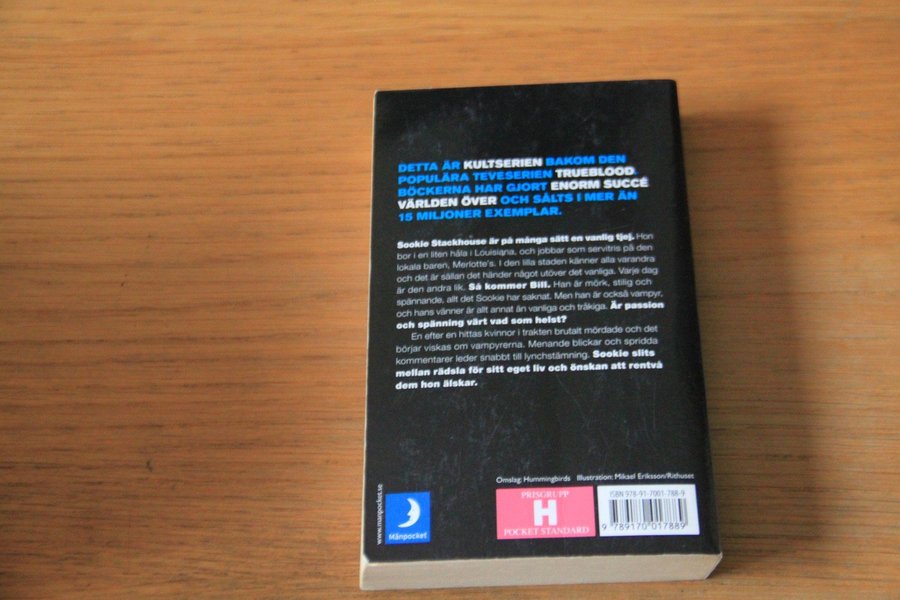 DETTA ÄR KULTSERIEN BAKOM DEN
POPULÄRA TEVESERIEN TRUEBLOOD.
BÖCKERNA HAR GJORT ENORM SUCCÉ
VÄRLDEN ÖVER OCH SÅLTS I MER ÄN
15 MILJONER EXEMPLAR.
Sookie Stackhouse är på många sätt en vanlig tjej. Hon
bor i en liten håla i Louisiana, och jobbar som servitris på den
lokala baren, Merlotte's. I den lilla staden känner alla varandra
och det är sällan det händer något utöver det vanliga. Varje dag
är den andra lik. Så kommer Bill. Han är mörk, stilig och
spännande, allt det Sookie har saknat. Men han är också vampyr,
och hans vänner är allt annat än vanliga och tråkiga. Är passion
och spänning värt vad som helst?
En efter en hittas kvinnor i trakten brutalt mördade och det
börjar viskas om vampyrerna. Menande blickar och spridda
kommentarer leder snabbt till lynchstämning. Sookie slits
mellan rädsla för sitt eget liv och önskan att rentvå
dem hon älskar.
Omslag: Hummingbirds Illustration: Mikael Eriksson/Rithuset
www.manpocket.se
Månpocket
PRISGRUPP
H
POCKET STANDARD
ISBN 978-91-7001-788-9
9 789170 017889